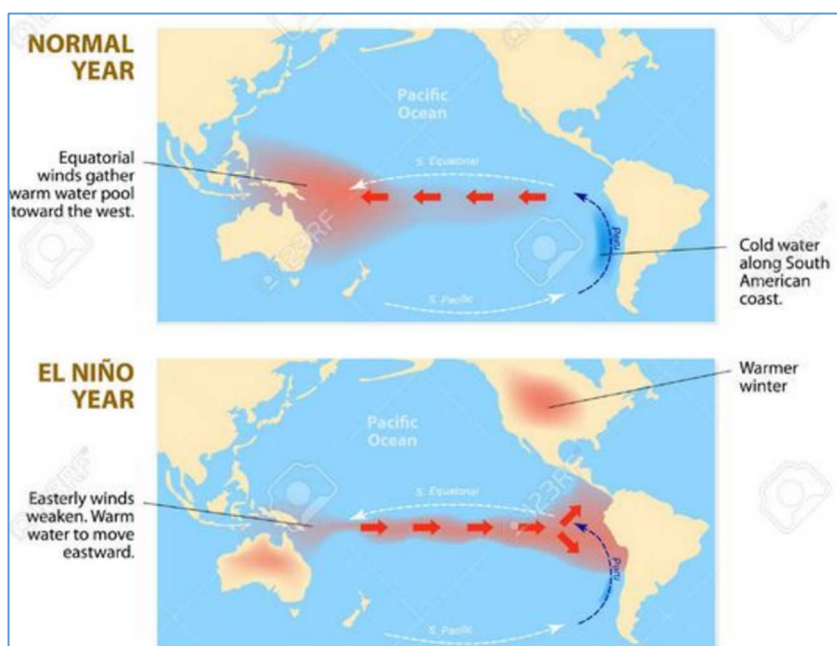 NORMAL
YEAR
Pacific
Ocean
Equatorial
winds gather
warm water pool
toward the west.
S. Equatorial
Peru
Cold water
along South
American
coast.
S. Pacific
123RF
EL NIÑO
YEAR
Warmer
winter
Pacific
Ocean
Easterly winds
weaken. Warm
water to move
eastward.
S. Equatorial
123RF
Peru
S. Pacific